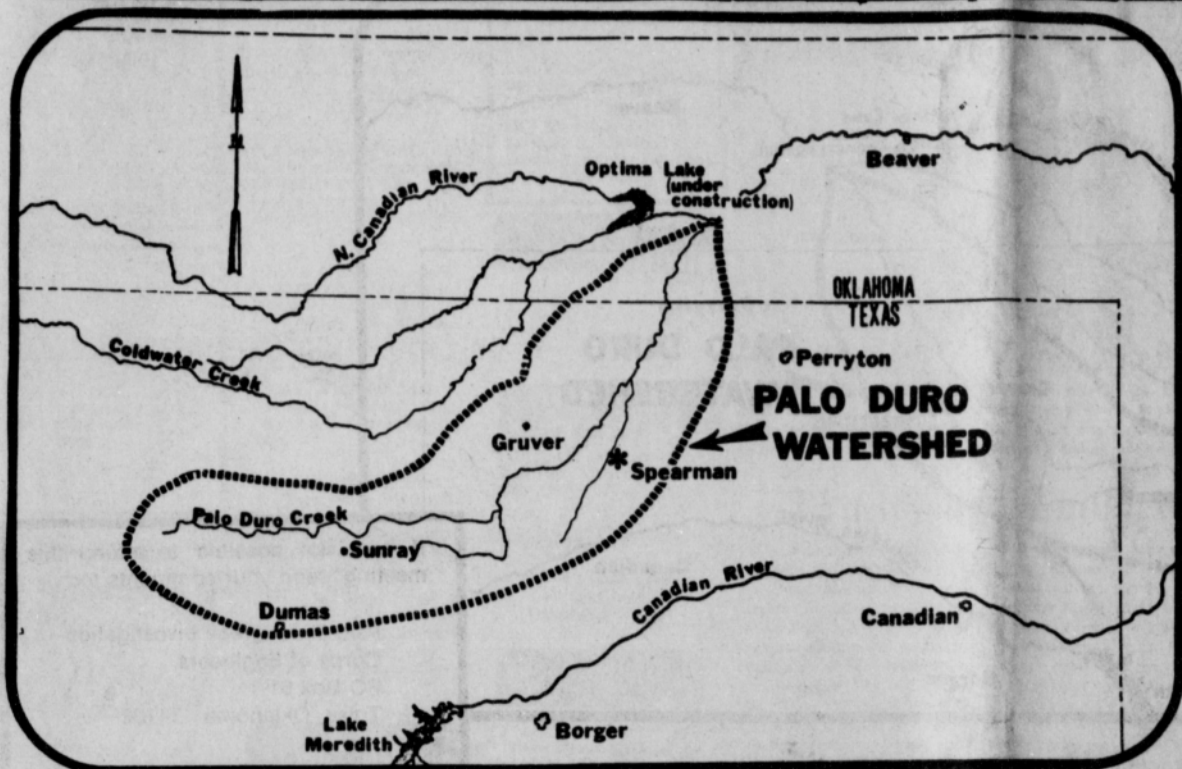 N
Beaver
Optima Lake
(under
construction)
N. Canadian River
OKLAHOMA
TEXAS
Coldwater Creek
Perryton
PALO DURO
WATERSHED
Gruver
Spearman
Palo Duro Creek
Sunray
Dumas
Canadian River
Canadian
Lake
Meredith
Borger